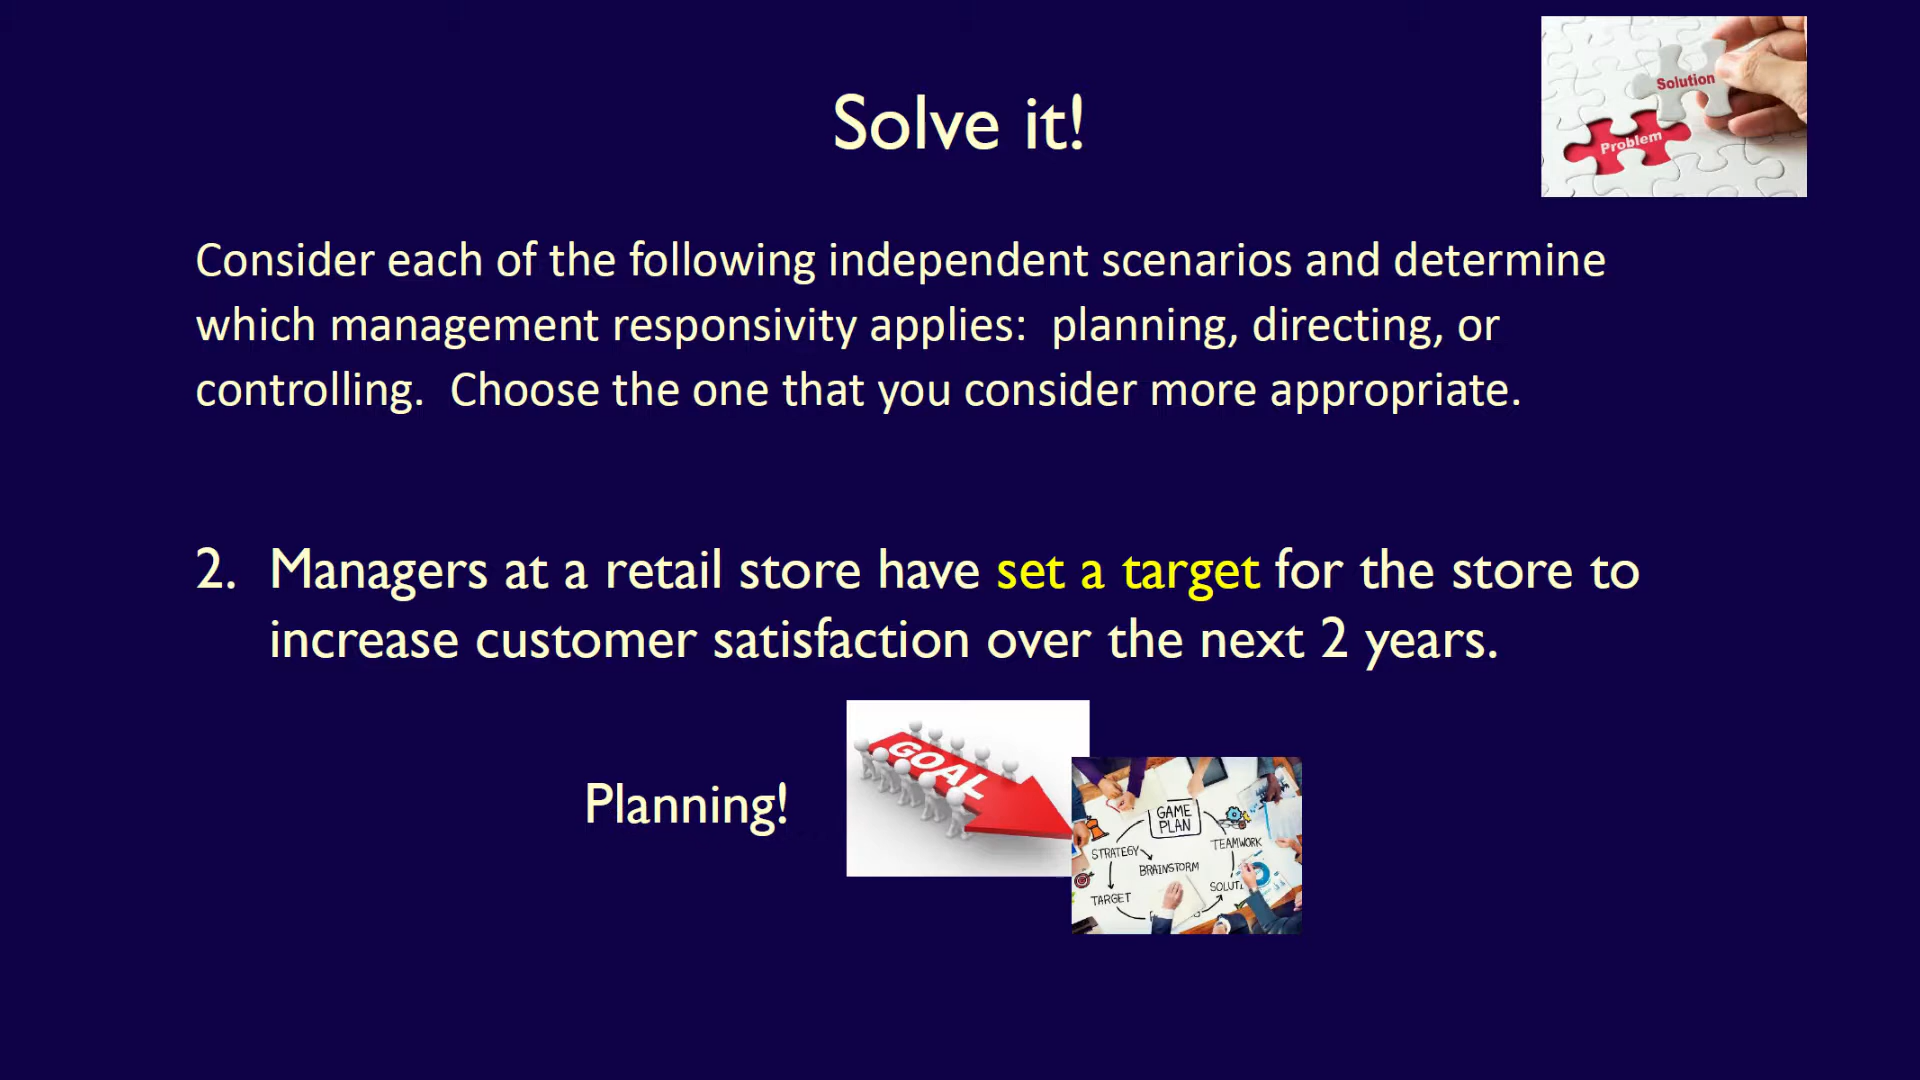 Solve it!
Solution
Problem
Consider each of the following independent scenarios and determine
which management responsivity applies:  planning, directing, or
controlling.  Choose the one that you consider more appropriate.
2. Managers at a retail store have set a target for the store to
increase customer satisfaction over the next 2 years.
Planning!
GOAL
GAME
PLAN
STRATEGY
TEAMWORK
BRAINSTORM
TARGET